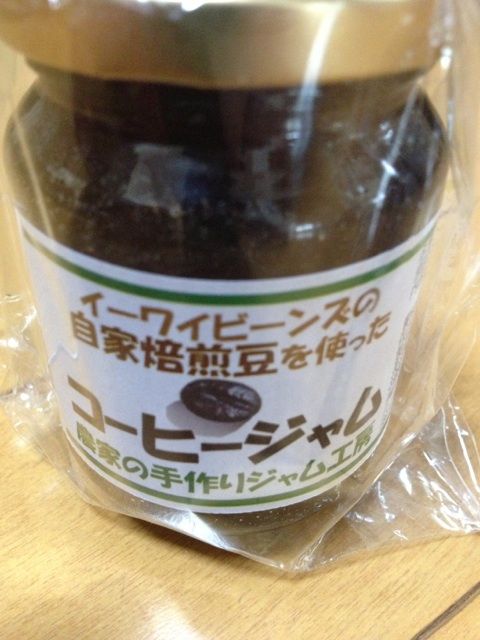 イーワイビーンズの
自家焙煎豆を使った
コーヒージャム
農家の手作りジャム工房